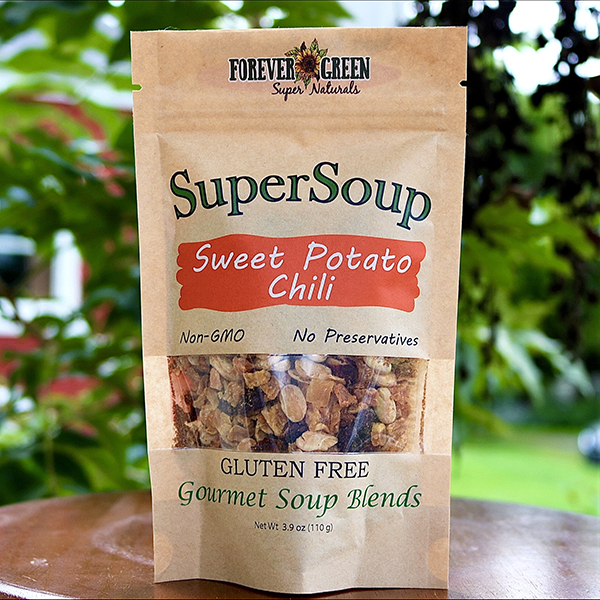 FOREVER GREEN
Super Naturals
SuperSoup
Sweet Potato
Chili
Non-GMO No Preservatives
GLUTEN FREE
Gourmet Soup Blends
Net Wt 3.9 oz (110 g)